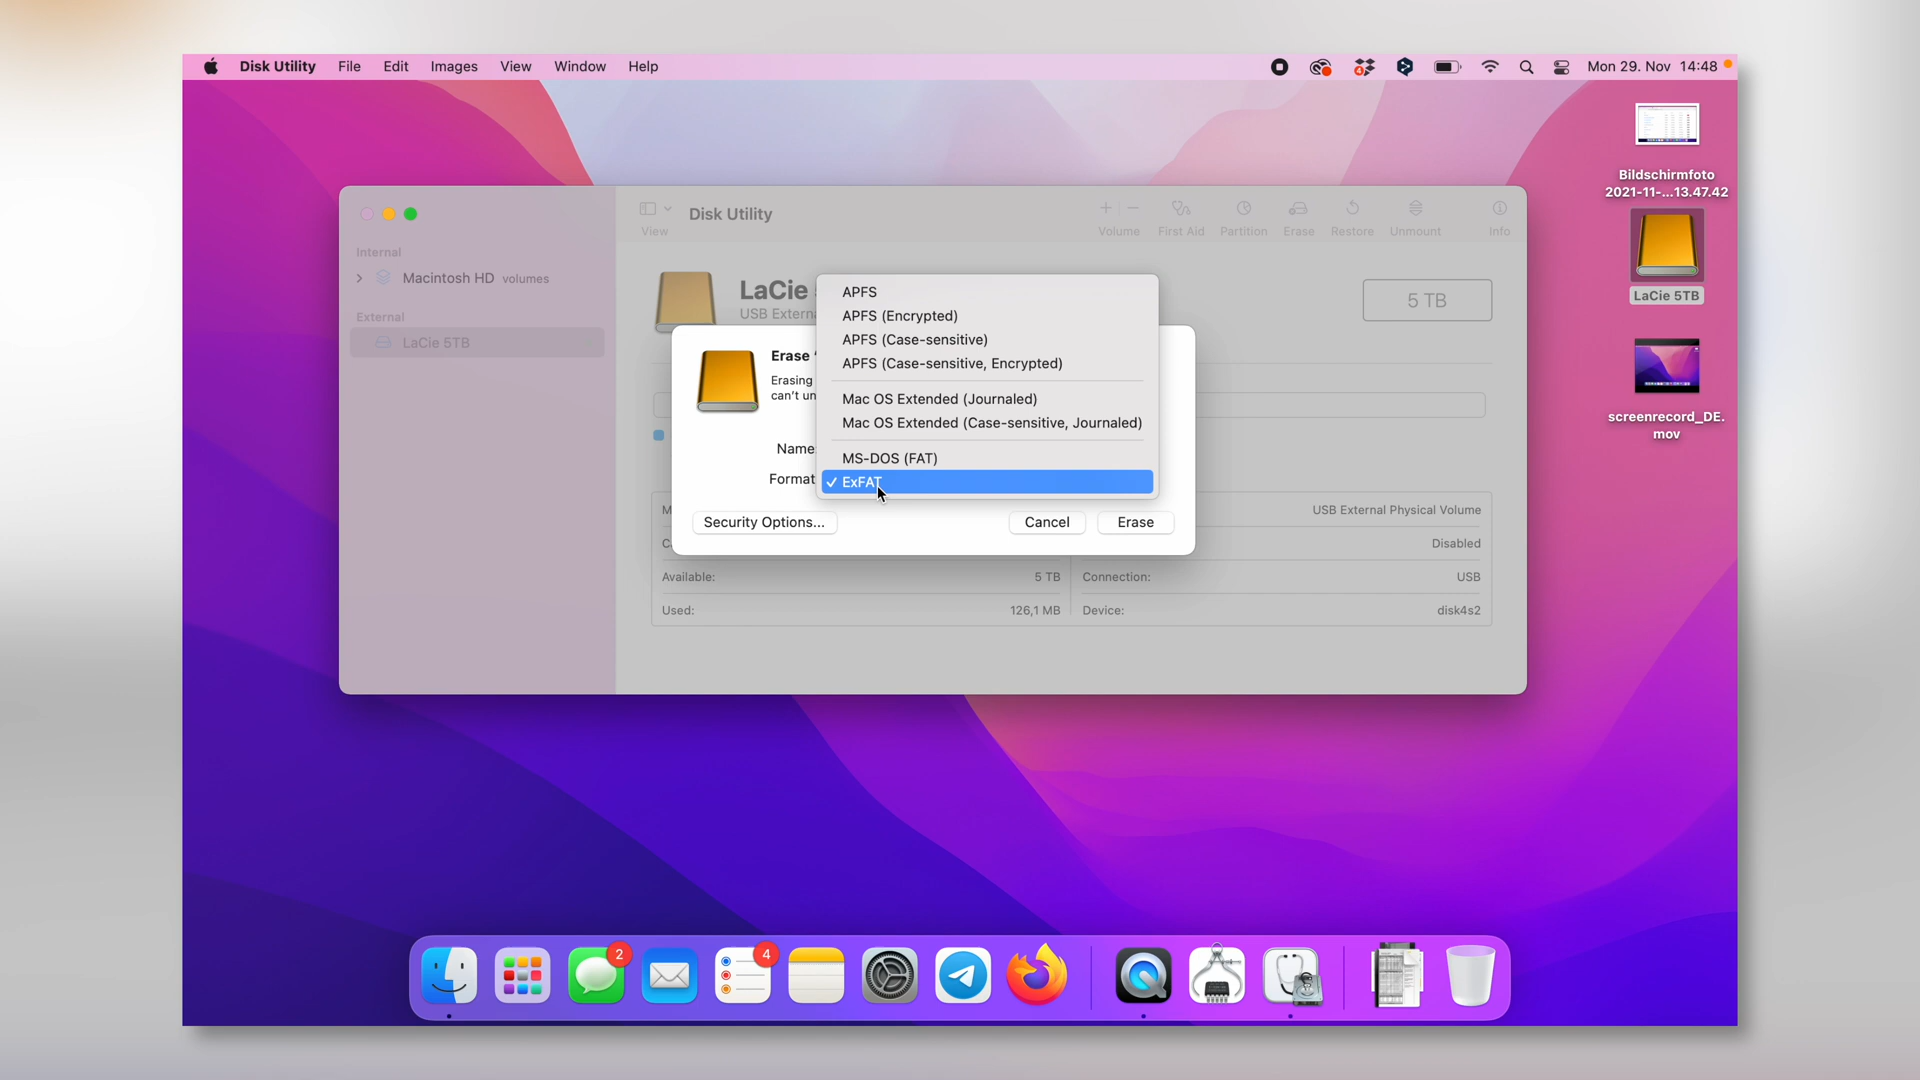 Disk Utility File Edit Images View Window Help
4
Mon 29. Nov 14:48
Bildschirmfoto
2021-11-...13.47.42
LaCie 5TB
screenrecord_DE.
mov
Disk Utility
View
Volume First Aid Partition Erase Restore Unmount Info
Internal
Macintosh HD volumes
External
LaCie 5TB
LaCie
USB Extern
5 TB
APFS
APFS (Encrypted)
APFS (Case-sensitive)
APFS (Case-sensitive, Encrypted)
Mac OS Extended (Journaled)
Mac OS Extended (Case-sensitive, Journaled)
MS-DOS (FAT)
✓ ExFAT
Erase
Erasing
can't un
Name:
Format
Security Options... Cancel Erase
M USB External Physical Volume
C Disabled
Available: 5 TB Connection: USB
Used: 126,1 MB Device: disk4s2
2
4